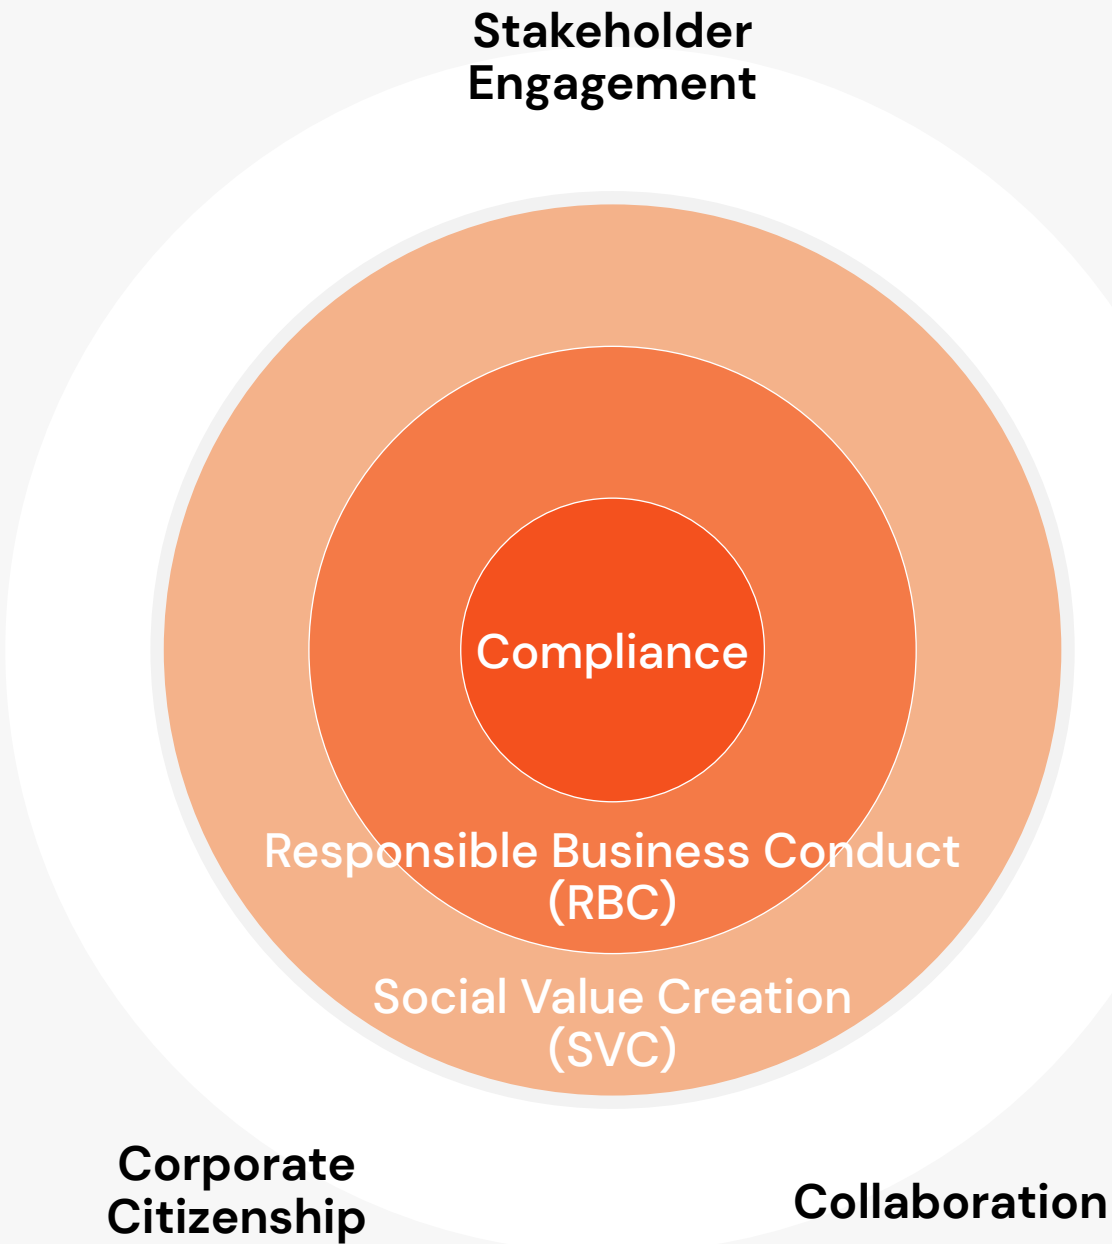 Stakeholder
Engagement
Compliance
Responsible Business Conduct
(RBC)
Social Value Creation
(SVC)
Corporate
Citizenship
Collaboration